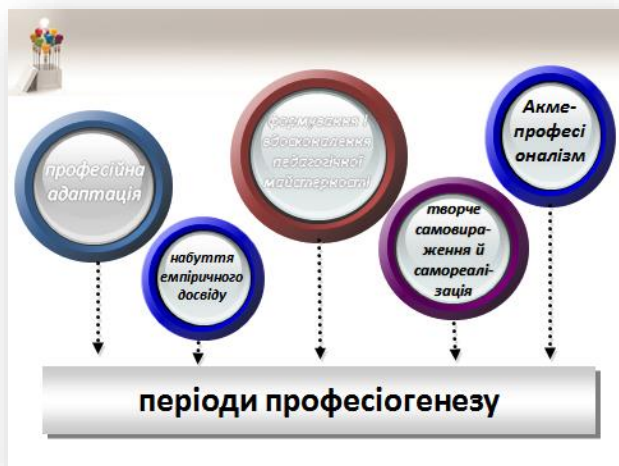 професійна
адаптація
набуття
емпіричного
досвіду
формування і
вдосконалення
педагогічної
майстерності
творче
самовира-
ження й
самореалі-
зація
Акме-
професі
оналізм
періоди професіогенезу